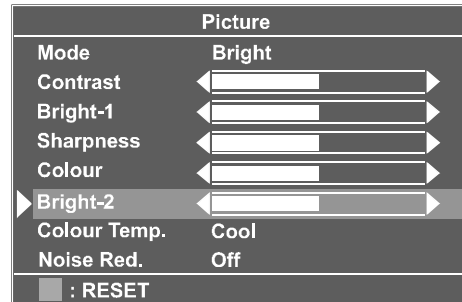 Picture
Mode Bright
Contrast
Bright-1
Sharpness
Colour
Bright-2
Colour Temp. Cool
Noise Red. Off
: RESET